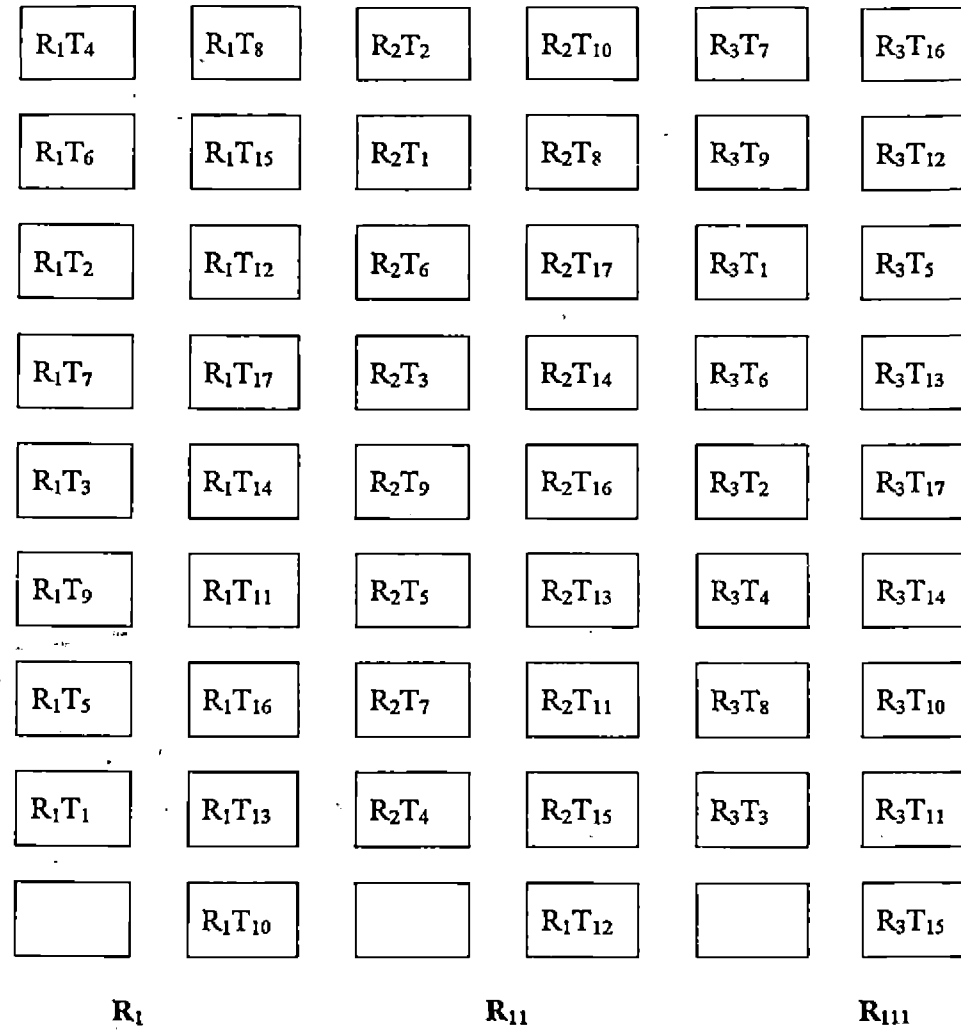 R₁T₄ R₁T₈ R₂T₂ R₂T₁₀ R₃T₇ R₃T₁₆
R₁T₆ R₁T₁₅ R₂T₁ R₂T₈ R₃T₉ R₃T₁₂
R₁T₂ R₁T₁₂ R₂T₆ R₂T₁₇ R₃T₁ R₃T₅
R₁T₇ R₁T₁₇ R₂T₃ R₂T₁₄ R₃T₆ R₃T₁₃
R₁T₃ R₁T₁₄ R₂T₉ R₂T₁₆ R₃T₂ R₃T₁₇
R₁T₉ R₁T₁₁ R₂T₅ R₂T₁₃ R₃T₄ R₃T₁₄
R₁T₅ R₁T₁₆ R₂T₇ R₂T₁₁ R₃T₈ R₃T₁₀
R₁T₁ R₁T₁₃ R₂T₄ R₂T₁₅ R₃T₃ R₃T₁₁
R₁T₁₀ R₁T₁₂ R₃T₁₅
R₁ R₁₁ R₁₁₁